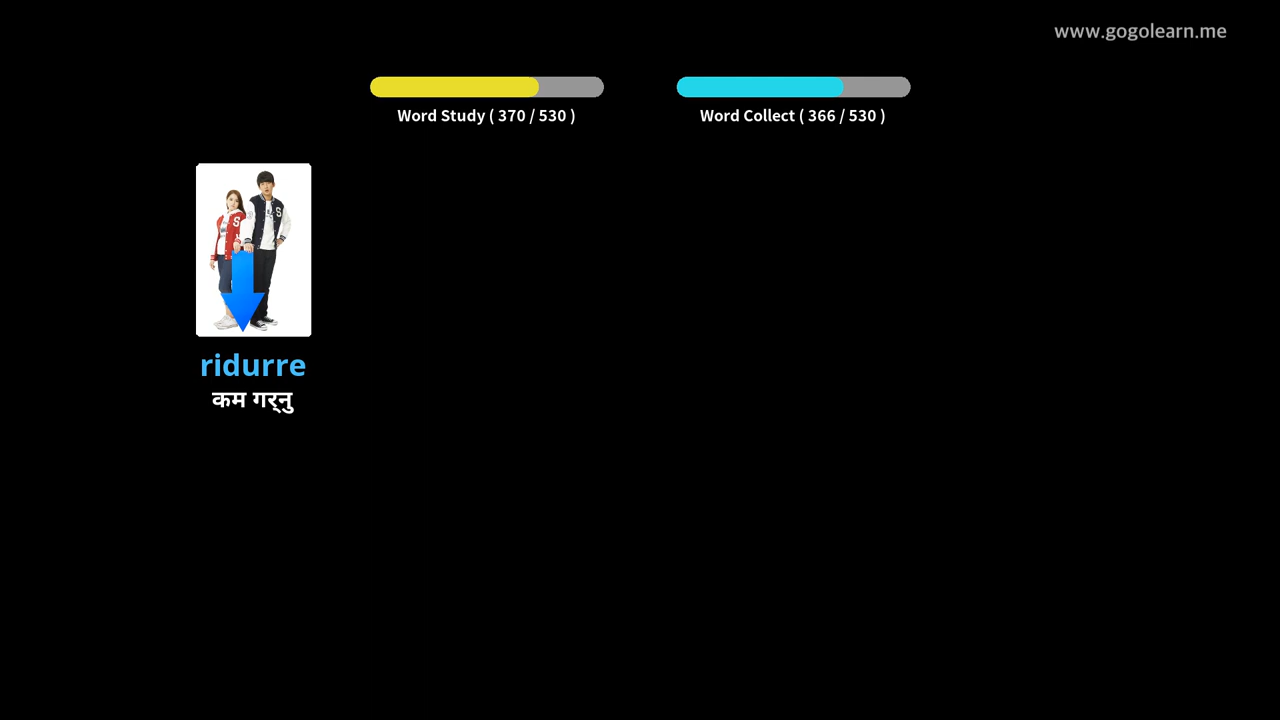 www.gogolearn.me
Word Study ( 370 / 530 )
Word Collect ( 366 / 530 )
S
S
ridurre
कम गर्‍नु